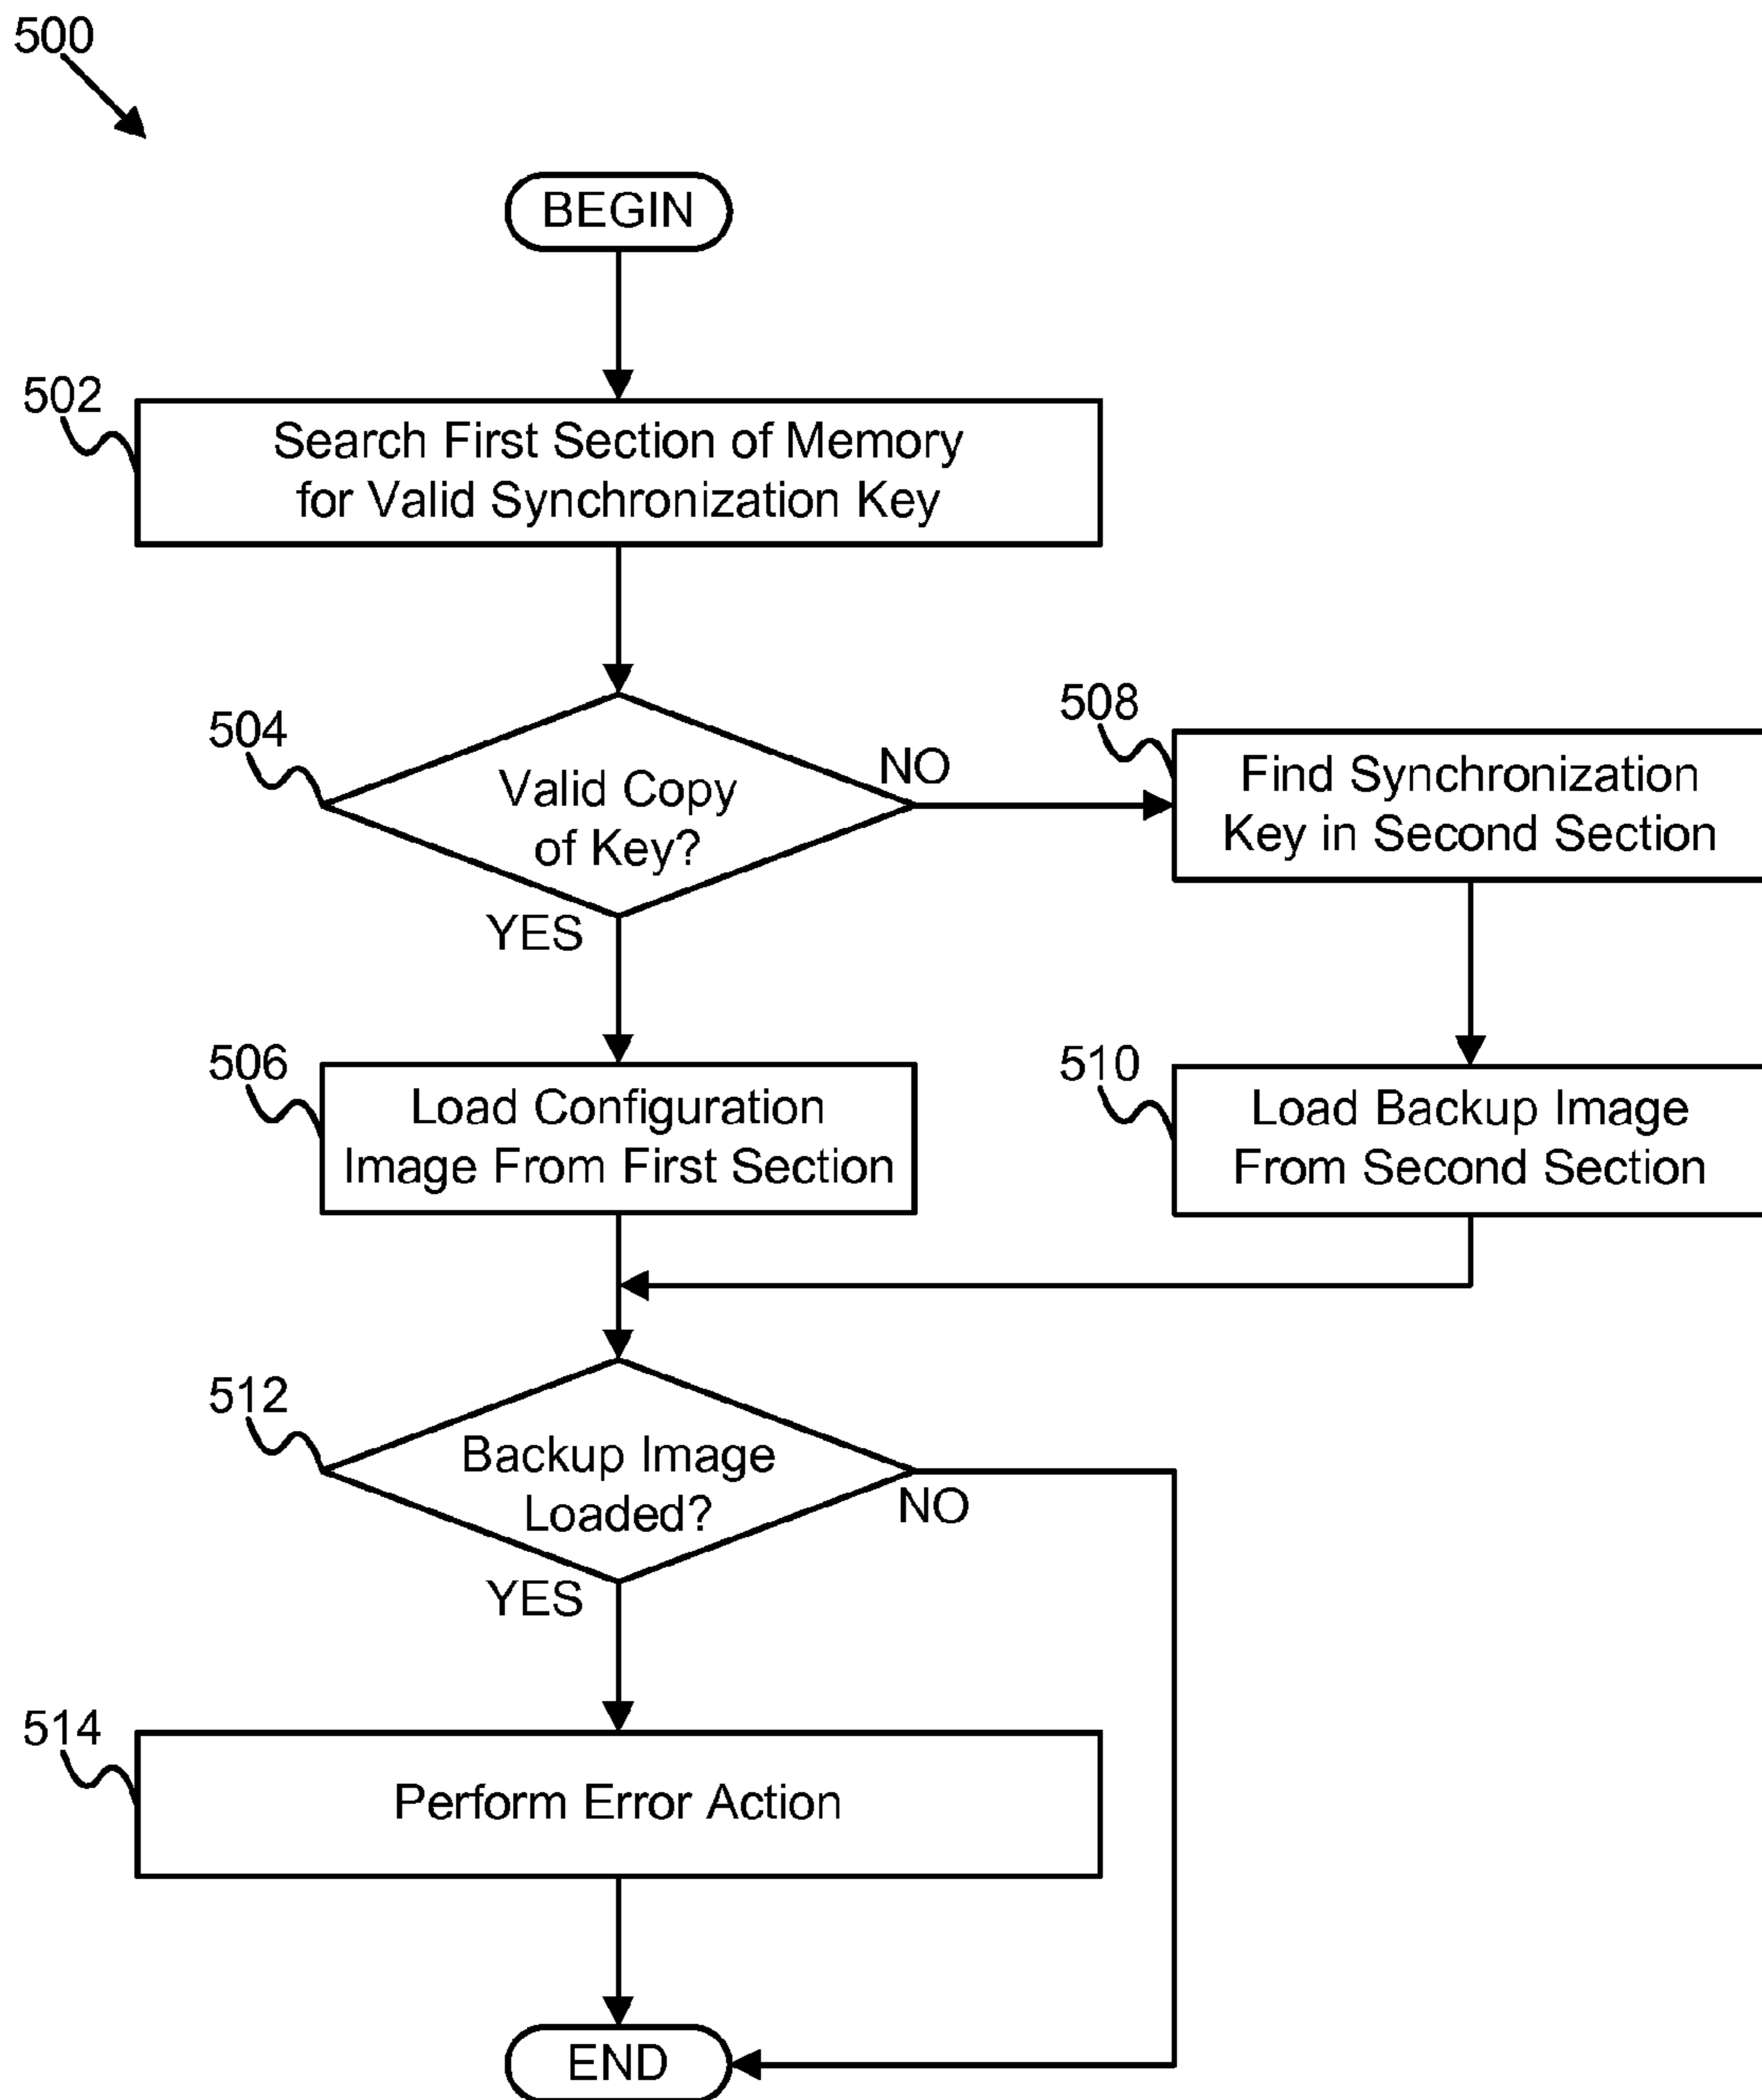 500
BEGIN
502
Search First Section of Memory
for Valid Synchronization Key
504
Valid Copy
of Key?
NO
YES
508
Find Synchronization
Key in Second Section
506
Load Configuration
Image From First Section
510
Load Backup Image
From Second Section
512
Backup Image
Loaded?
NO
YES
514
Perform Error Action
END